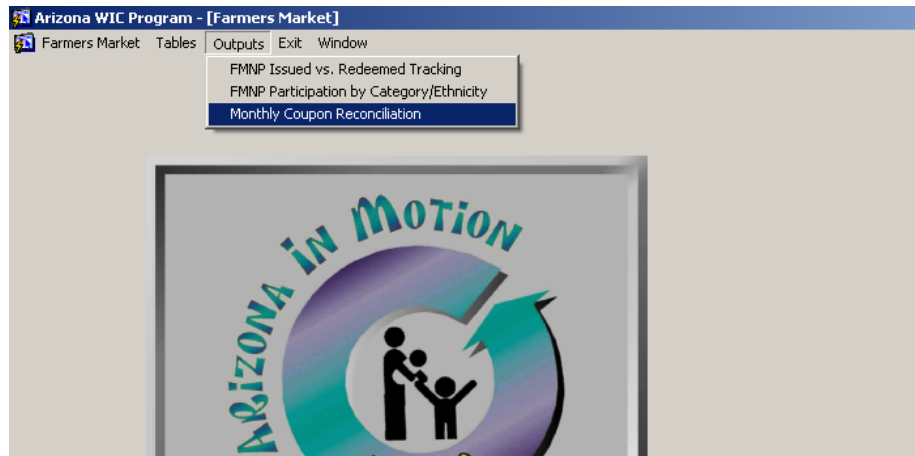 Arizona WIC Program - [Farmers Market]
Farmers Market Tables Outputs Exit Window
FMNP Issued vs. Redeemed Tracking
FMNP Participation by Category/Ethnicity
Monthly Coupon Reconciliation
ARiZONA iN MOTiON